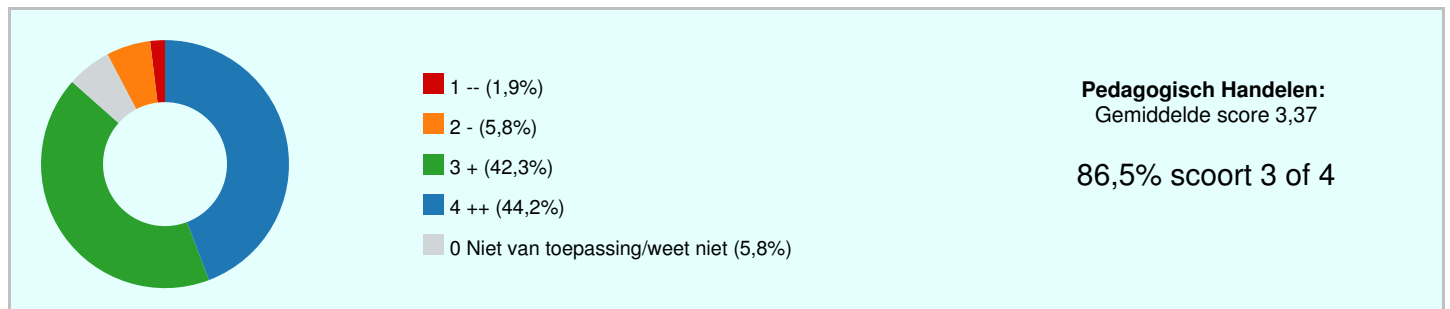 1 -- (1,9%)
2 - (5,8%)
3 + (42,3%)
4 ++ (44,2%)
0 Niet van toepassing/weet niet (5,8%)
Pedagogisch Handelen:
Gemiddelde score 3,37
86,5% scoort 3 of 4